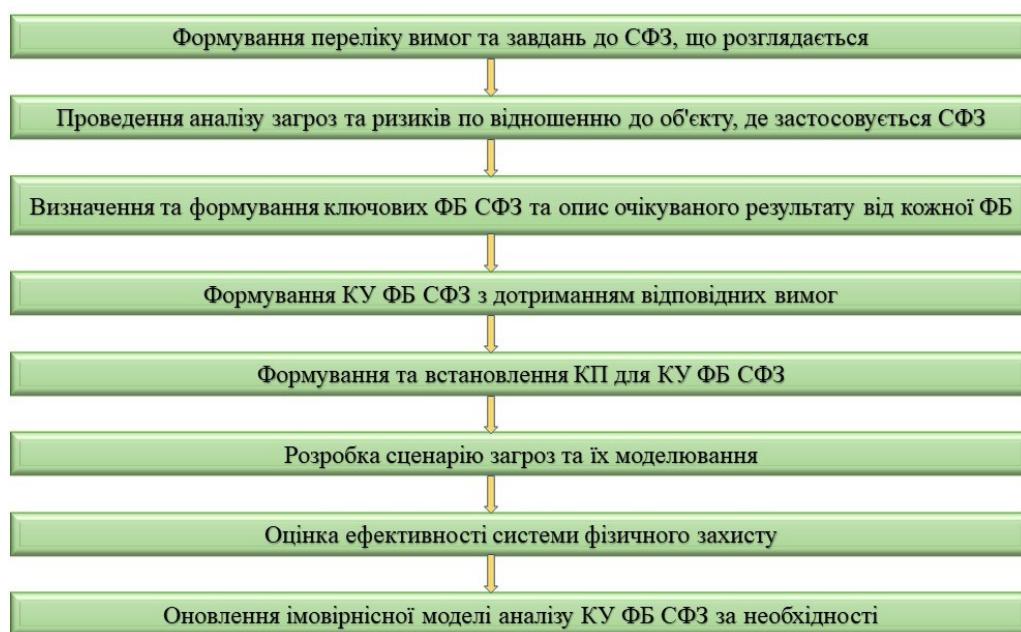 Формування переліку вимог та завдань до СФЗ, що розглядається
Проведення аналізу загроз та ризиків по відношенню до об'єкту, де застосовується СФЗ
Визначення та формування ключових ФБ СФЗ та опис очікуваного результату від кожної ФБ
Формування КУ ФБ СФЗ з дотриманням відповідних вимог
Формування та встановлення КП для КУ ФБ СФЗ
Розробка сценарію загроз та їх моделювання
Оцінка ефективності системи фізичного захисту
Оновлення імовірнісної моделі аналізу КУ ФБ СФЗ за необхідності